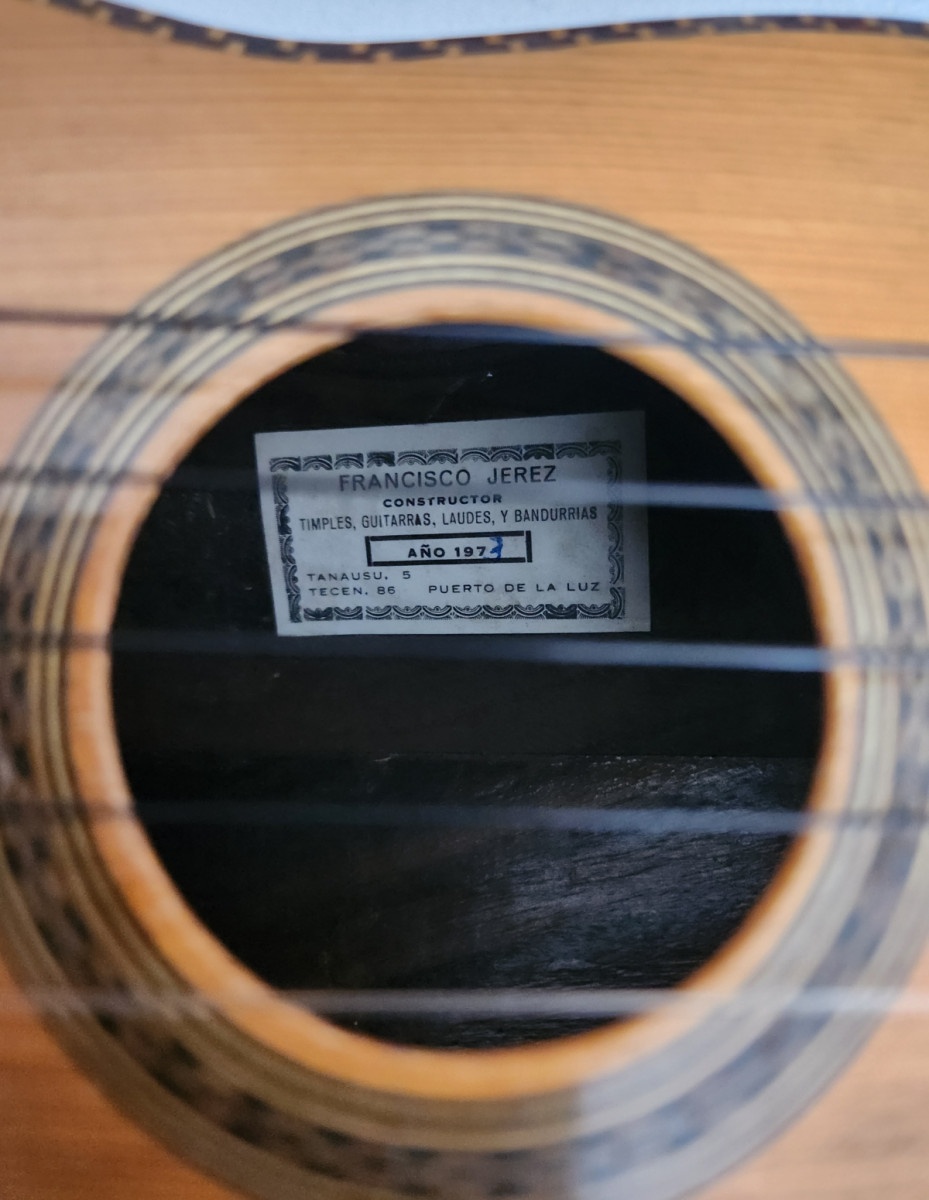 FRANCISCO JEREZ
CONSTRUCTOR
TIMPLES, GUITARRAS, LAUDES, Y BANDURRIAS
AÑO 197
TANAUSU, 5
TECEN, 86 PUERTO DE LA LUZ